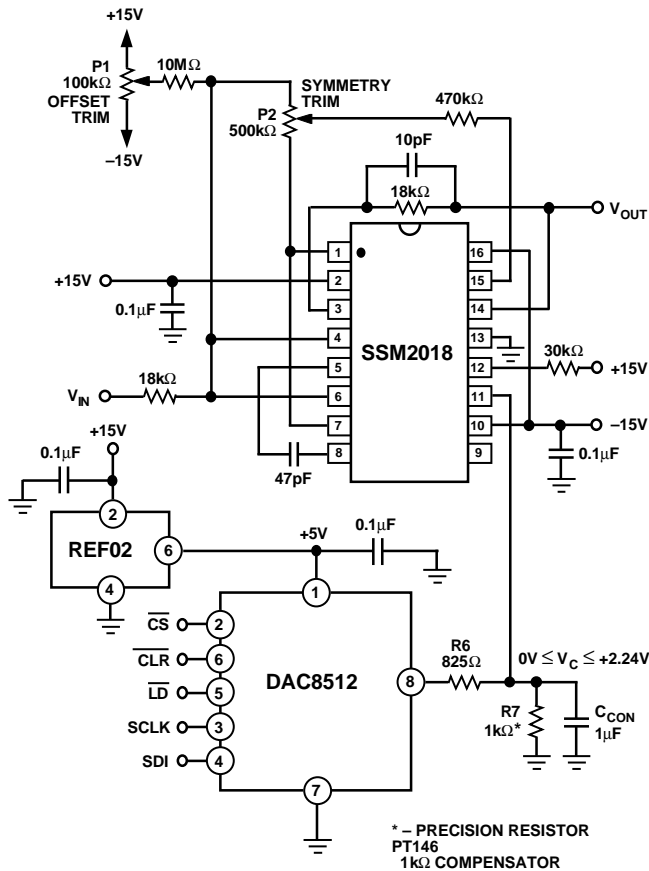 +15V
P1
100kΩ
OFFSET
TRIM
10MΩ
–15V
SYMMETRY
TRIM
P2
500kΩ
470kΩ
10pF
18kΩ
V_OUT
+15V
0.1µF
1
2
3
4
5
6
7
8
SSM2018
16
15
14
13
12
11
10
9
30kΩ
+15V
–15V
0.1µF
V_IN
18kΩ
47pF
+15V
0.1µF
2
REF02
6
4
+5V
0.1µF
1
CS
2
CLR
6
LD
5
SCLK
3
SDI
4
DAC8512
8
7
R6
825Ω
0V ≤ V_C ≤ +2.24V
R7
1kΩ*
C_CON
1µF
* – PRECISION RESISTOR
PT146
1kΩ COMPENSATOR